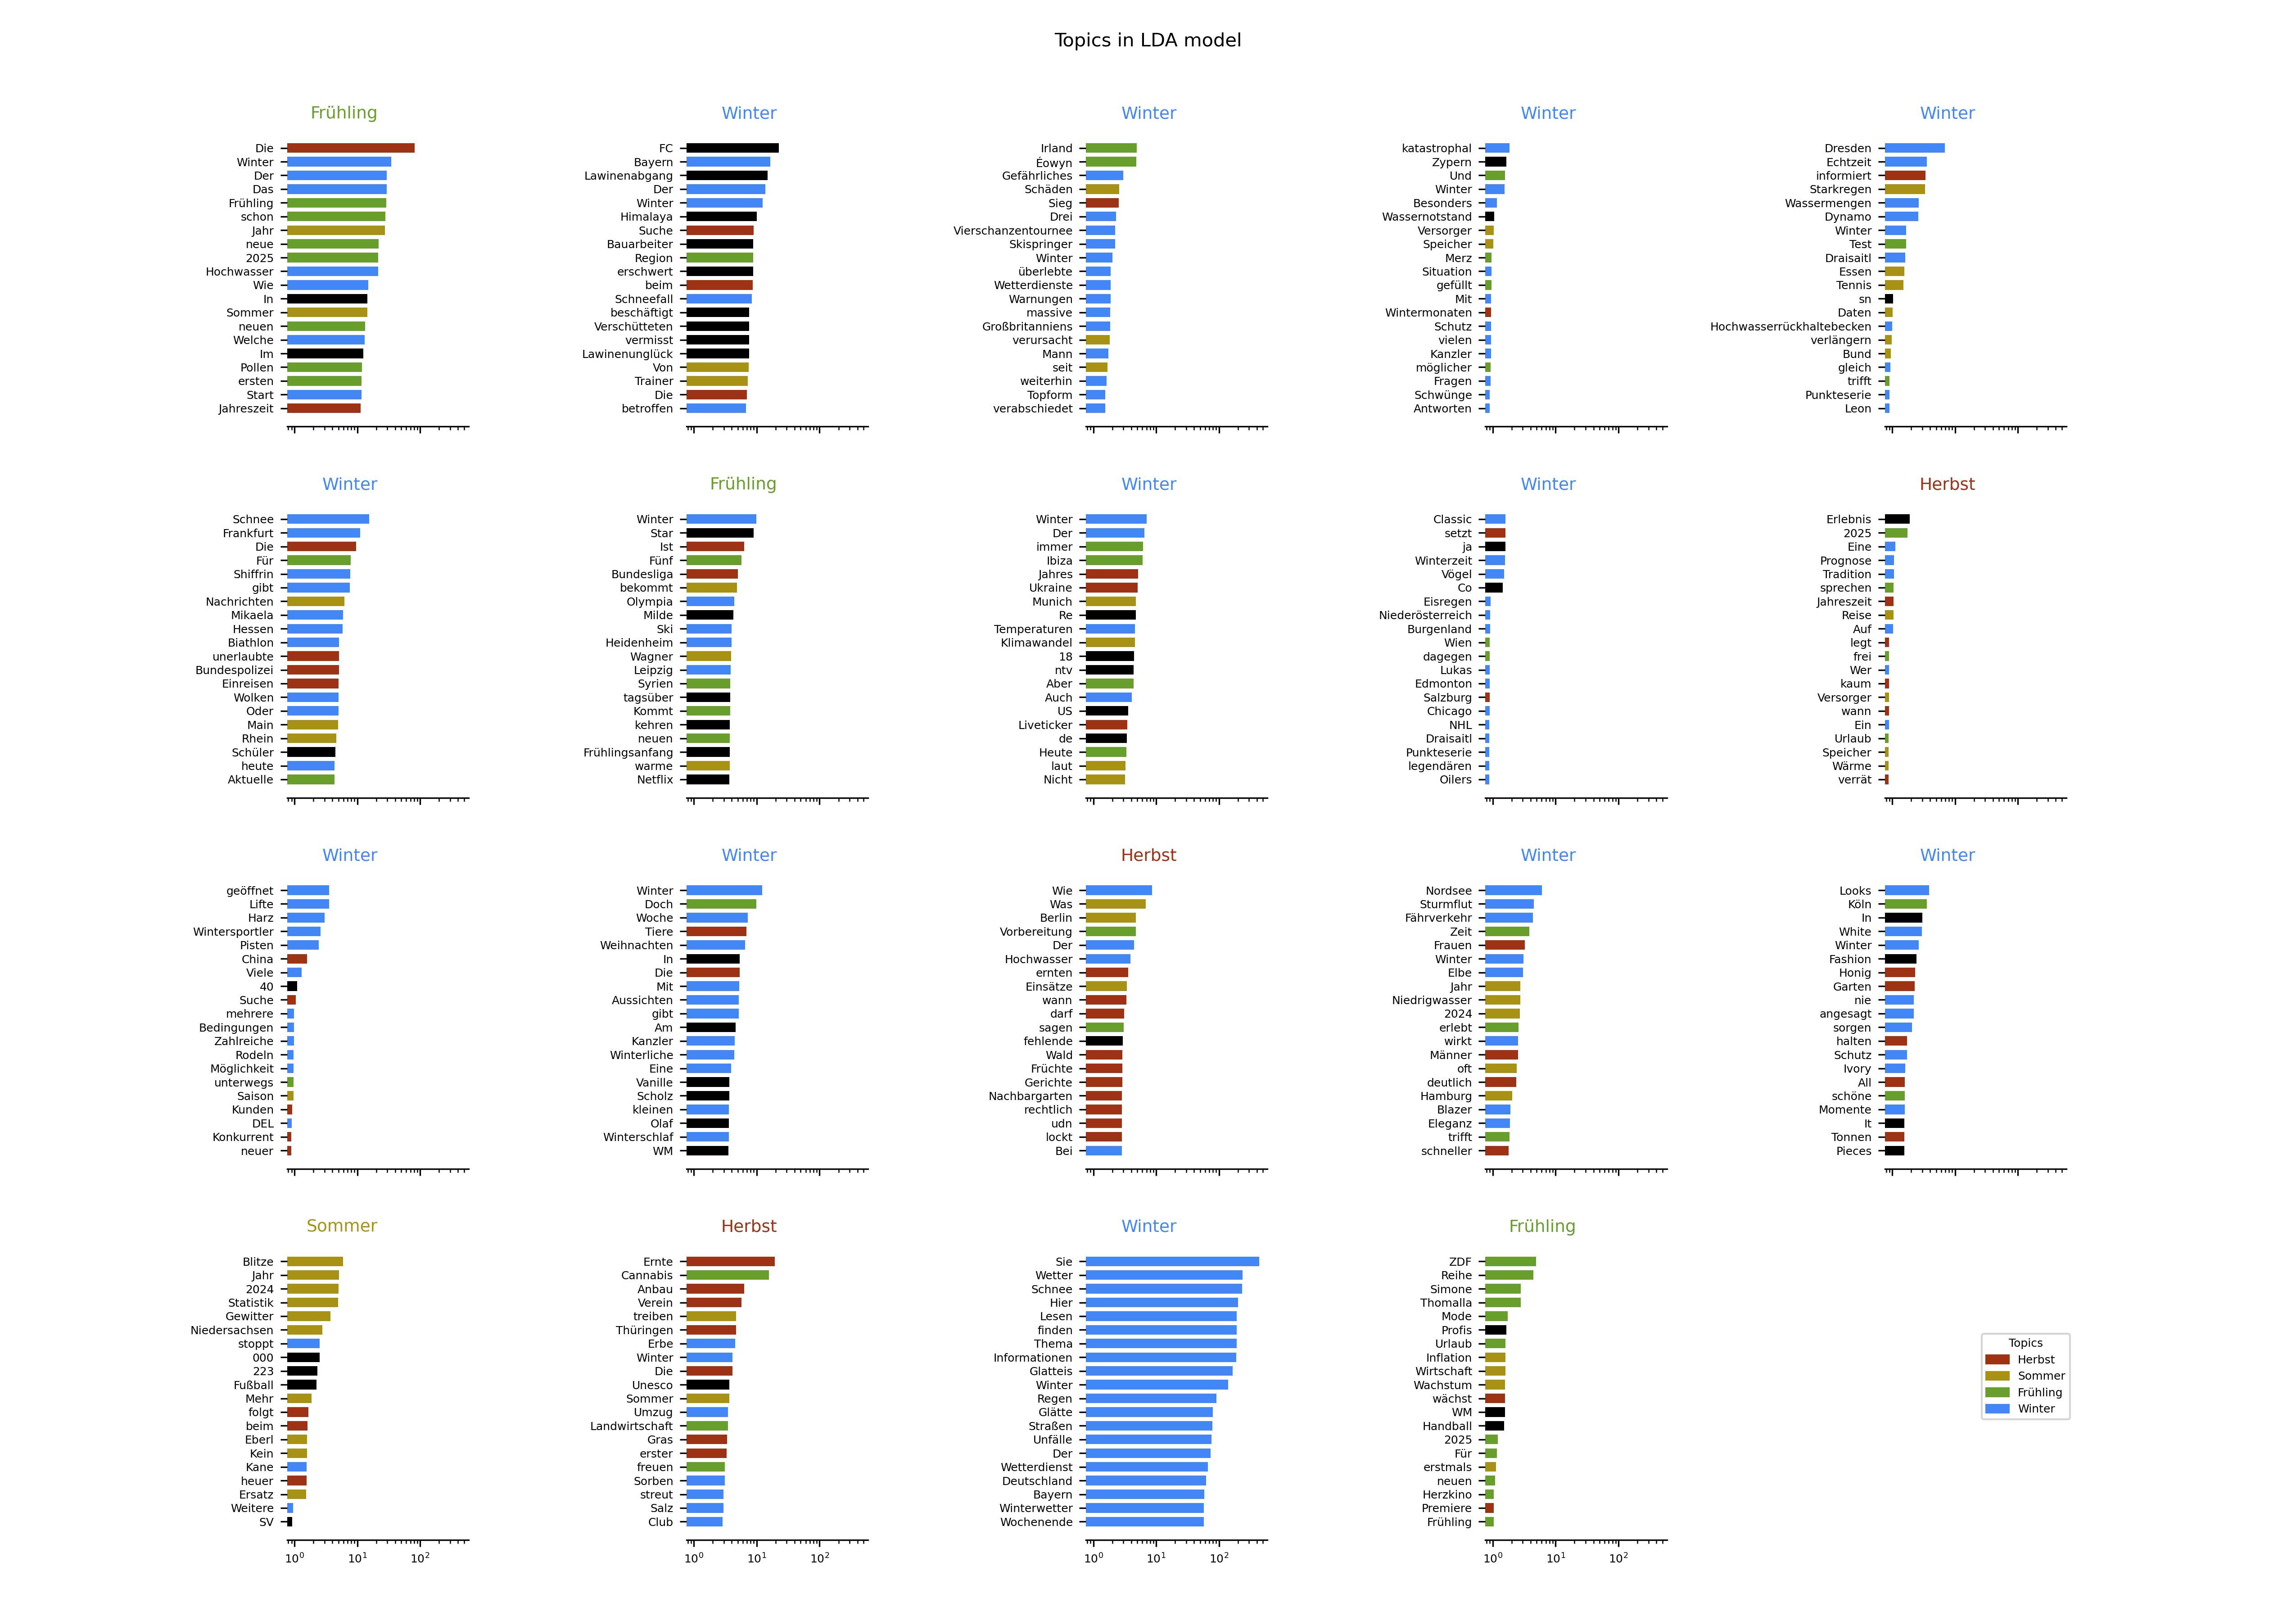 Topics in LDA model
Frühling
Die
Winter
Der
Das
Frühling
schon
Jahr
neue
2025
Hochwasser
Wie
In
Sommer
neuen
Welche
Im
Pollen
ersten
Start
Jahreszeit
Winter
FC
Bayern
Lawinenabgang
Der
Winter
Himalaya
Suche
Bauarbeiter
Region
erschwert
beim
Schneefall
beschäftigt
Verschütteten
vermisst
Lawinenunglück
Von
Trainer
Die
betroffen
Winter
Irland
Éowyn
Gefährliches
Schäden
Sieg
Drei
Vierschanzentournee
Skispringer
Winter
überlebte
Wetterdienste
Warnungen
massive
Großbritanniens
verursacht
Mann
seit
weiterhin
Topform
verabschiedet
Winter
katastrophal
Zypern
Und
Winter
Besonders
Wassernotstand
Versorger
Speicher
Merz
Situation
gefüllt
Mit
Wintermonaten
Schutz
vielen
Kanzler
möglicher
Fragen
Schwünge
Antworten
Winter
Dresden
Echtzeit
informiert
Starkregen
Wassermengen
Dynamo
Winter
Test
Draisaitl
Essen
Tennis
sn
Daten
Hochwasserrückhaltebecken
verlängern
Bund
gleich
trifft
Punkteserie
Leon
Winter
Schnee
Frankfurt
Die
Für
Shiffrin
gibt
Nachrichten
Mikaela
Hessen
Biathlon
unerlaubte
Bundespolizei
Einreisen
Wolken
Oder
Main
Rhein
Schüler
heute
Aktuelle
Frühling
Winter
Star
Ist
Fünf
Bundesliga
bekommt
Olympia
Milde
Ski
Heidenheim
Wagner
Leipzig
Syrien
tagsüber
Kommt
kehren
neuen
Frühlingsanfang
warme
Netflix
Winter
Winter
Der
immer
Ibiza
Jahres
Ukraine
Munich
Re
Temperaturen
Klimawandel
18
ntv
Aber
Auch
US
Liveticker
de
Heute
laut
Nicht
Winter
Classic
setzt
ja
Winterzeit
Vögel
Co
Eisregen
Niederösterreich
Burgenland
Wien
dagegen
Lukas
Edmonton
Salzburg
Chicago
NHL
Draisaitl
Punkteserie
legendären
Oilers
Herbst
Erlebnis
2025
Eine
Prognose
Tradition
sprechen
Jahreszeit
Reise
Auf
legt
frei
Wer
kaum
Versorger
wann
Ein
Urlaub
Speicher
Wärme
verrät
Winter
geöffnet
Lifte
Harz
Wintersportler
Pisten
China
Viele
40
Suche
mehrere
Bedingungen
Zahlreiche
Rodeln
Möglichkeit
unterwegs
Saison
Kunden
DEL
Konkurrent
neuer
Winter
Winter
Doch
Woche
Tiere
Weihnachten
In
Die
Mit
Aussichten
gibt
Am
Kanzler
Winterliche
Eine
Vanille
Scholz
kleinen
Olaf
Winterschlaf
WM
Herbst
Wie
Was
Berlin
Vorbereitung
Der
Hochwasser
ernten
Einsätze
wann
darf
sagen
fehlende
Wald
Früchte
Gerichte
Nachbargarten
rechtlich
udn
lockt
Bei
Winter
Nordsee
Sturmflut
Fährverkehr
Zeit
Frauen
Winter
Elbe
Jahr
Niedrigwasser
2024
erlebt
wirkt
Männer
oft
deutlich
Hamburg
Blazer
Eleganz
trifft
schneller
Winter
Looks
Köln
In
White
Winter
Fashion
Honig
Garten
nie
angesagt
sorgen
halten
Schutz
Ivory
All
schöne
Momente
It
Tonnen
Pieces
Sommer
Blitze
Jahr
2024
Statistik
Gewitter
Niedersachsen
stoppt
000
223
Fußball
Mehr
folgt
beim
Eberl
Kein
Kane
heuer
Ersatz
Weitere
SV
10⁰ 10¹ 10²
Herbst
Ernte
Cannabis
Anbau
Verein
treiben
Thüringen
Erbe
Winter
Die
Unesco
Sommer
Umzug
Landwirtschaft
Gras
erster
freuen
Sorben
streut
Salz
Club
10⁰ 10¹ 10²
Winter
Sie
Wetter
Schnee
Hier
Lesen
finden
Thema
Informationen
Glatteis
Winter
Regen
Glätte
Straßen
Unfälle
Der
Wetterdienst
Deutschland
Bayern
Winterwetter
Wochenende
10⁰ 10¹ 10²
Frühling
ZDF
Reihe
Simone
Thomalla
Mode
Profis
Urlaub
Inflation
Wirtschaft
Wachstum
wächst
WM
Handball
2025
Für
erstmals
neuen
Herzkino
Premiere
Frühling
10⁰ 10¹ 10²
Topics
Herbst
Sommer
Frühling
Winter